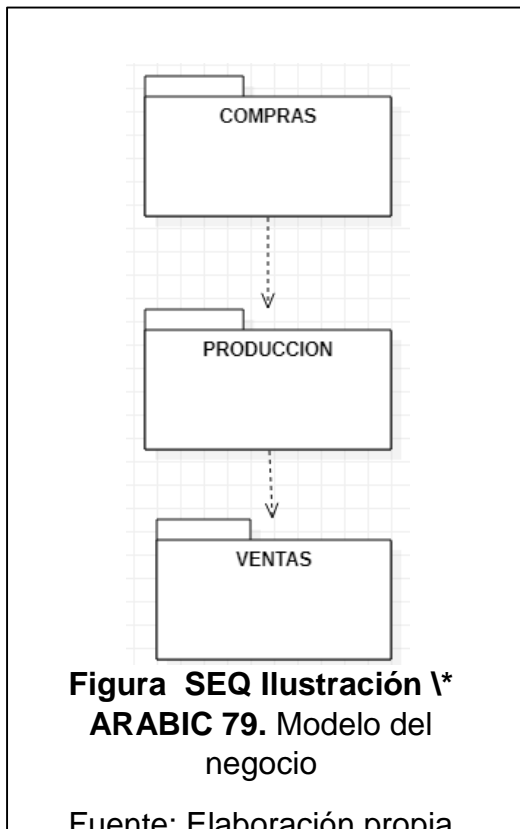 COMPRAS
PRODUCCION
VENTAS
Figura  SEQ Ilustración \*
ARABIC 79. Modelo del
negocio
Fuente: Elaboración propia